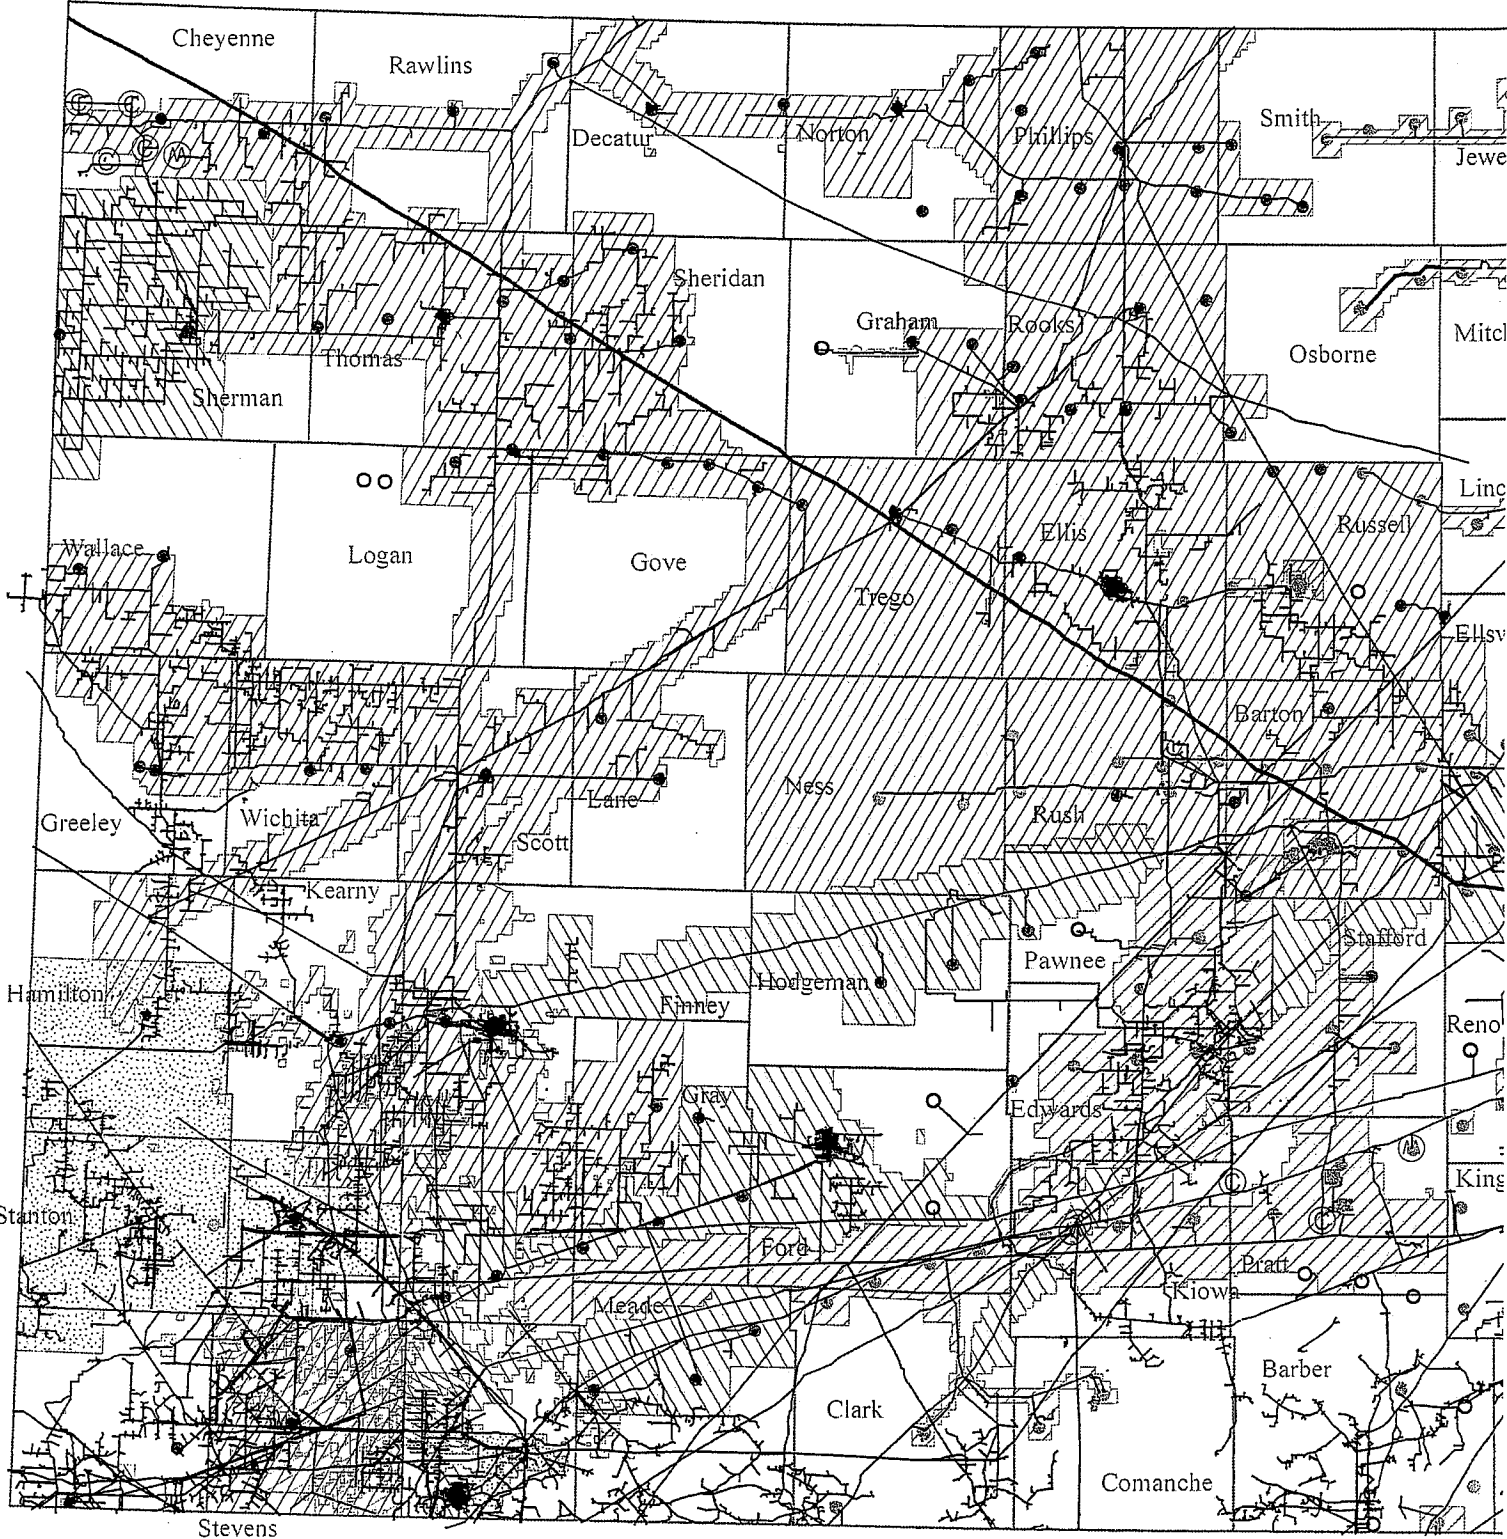 Cheyenne
Rawlins
Decatur
Norton
Phillips
Smith
Jewe
C
C
C
C
M
Sheridan
Graham
Rooks
Osborne
Mitcl
Thomas
Sherman
Linc
Russell
Ellis
Wallace
Logan
Gove
Trego
Ellsv
Barton
Ness
Lane
Rush
Greeley
Wichita
Scott
Kearny
Stafford
Pawnee
Hodgeman
Hamilton
Finney
Reno
Gray
Edwards
M
King
C
Stanton
C
Ford
Pratt
Kiowa
Meade
Barber
Clark
Comanche
Stevens